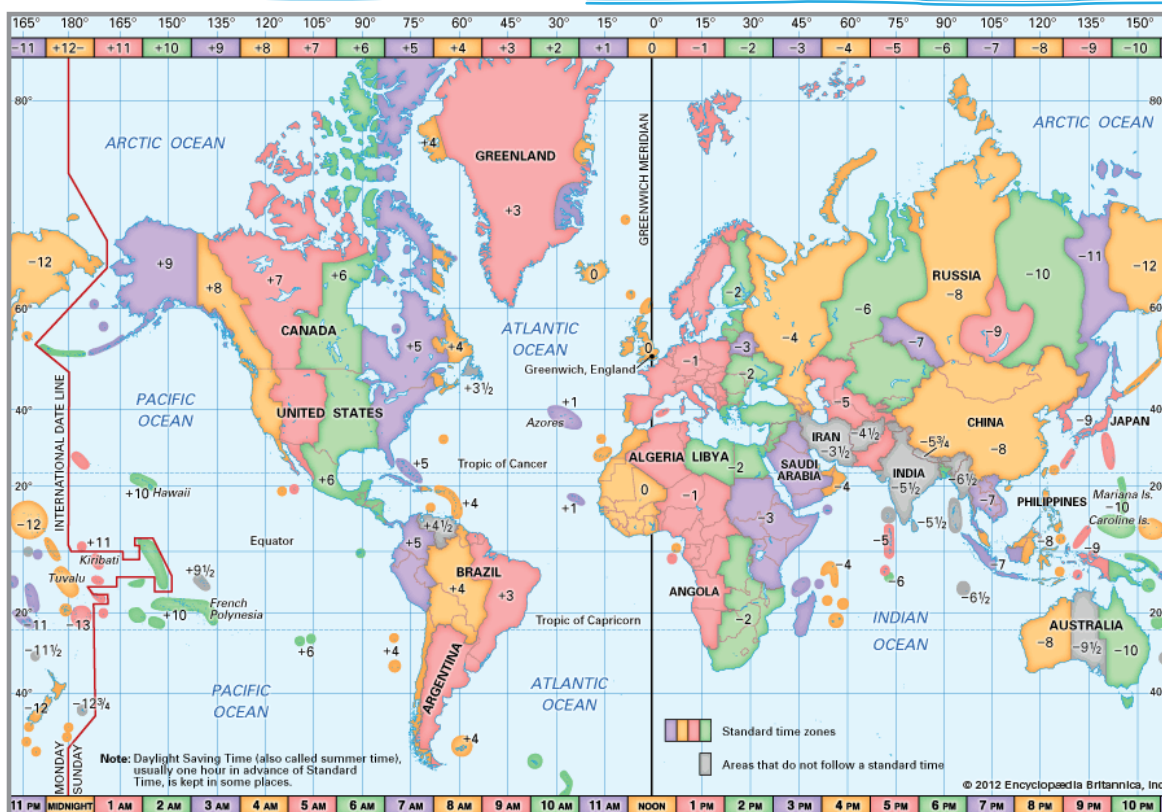 165 180 165 150 135 120 105 90 75 60 45 30 15 0 15 30 45 60 75 90 105 120 135 150
−11 +12− +11 +10 +9 +8 +7 +6 +5 +4 +3 +2 +1 0 −1 −2 −3 −4 −5 −6 −7 −8 −9 −10
80°
80
ARCTIC OCEAN
ARCTIC OCEAN
+4
GREENLAND
GREENWICH MERIDIAN
+3
−12
+9
+7
+6
+8
0
RUSSIA
−8
−10
−11
−12
−2
−6
60°
60
CANADA
ATLANTIC
OCEAN
+5
+4
0
−3
−4
−7
−9
Greenwich, England
−1
−2
+3½
INTERNATIONAL DATE LINE
PACIFIC
OCEAN
40°
40
UNITED STATES
+1
Azores
−5
CHINA
−8
−9
JAPAN
IRAN
−3½
−4½
−5¾
ALGERIA
LIBYA
−2
SAUDI
ARABIA
INDIA
−5½
−6½
+5
Tropic of Cancer
−4
20°
20
+10
Hawaii
+6
+4
0
−1
+1
−7
PHILIPPINES
Mariana Is.
−10
Caroline Is.
−12
+4½
−3
−5½
−8
+11
Kiribati
Equator
+5
−5
−9
Tuvalu
+9½
BRAZIL
+4
+3
ANGOLA
−4
−6
−7
−6½
20°
20
−11
−13
+10
French
Polynesia
Tropic of Capricorn
−2
INDIAN
OCEAN
AUSTRALIA
−8
−9½
−10
−11½
+6
+4
ARGENTINA
40°
40
−12
−12¾
PACIFIC
OCEAN
ATLANTIC
OCEAN
+4
Standard time zones
Areas that do not follow a standard time
MONDAY
SUNDAY
Note: Daylight Saving Time (also called summer time),
usually one hour in advance of Standard
Time, is kept in some places.
© 2012 Encyclopædia Britannica, Inc
11 PM MIDNIGHT 1 AM 2 AM 3 AM 4 AM 5 AM 6 AM 7 AM 8 AM 9 AM 10 AM 11 AM NOON 1 PM 2 PM 3 PM 4 PM 5 PM 6 PM 7 PM 8 PM 9 PM 10 PM